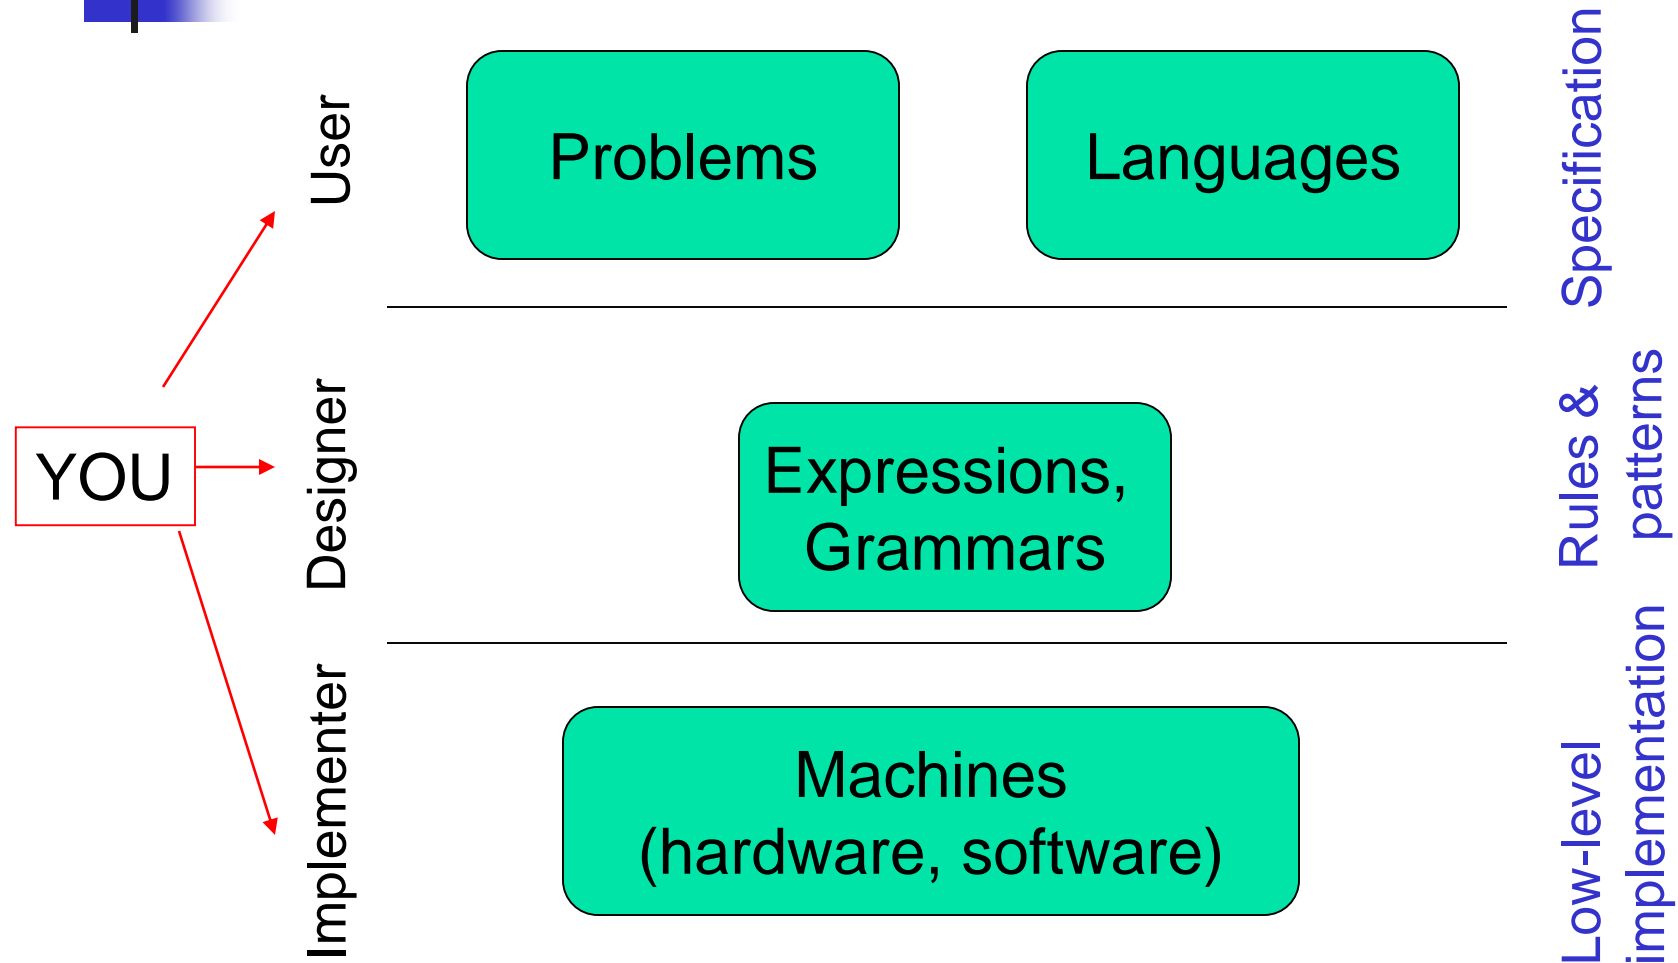 User
Problems
Languages
Specification
YOU
Designer
Expressions,
Grammars
Rules &
patterns
Implementer
Machines
(hardware, software)
Low-level
implementation